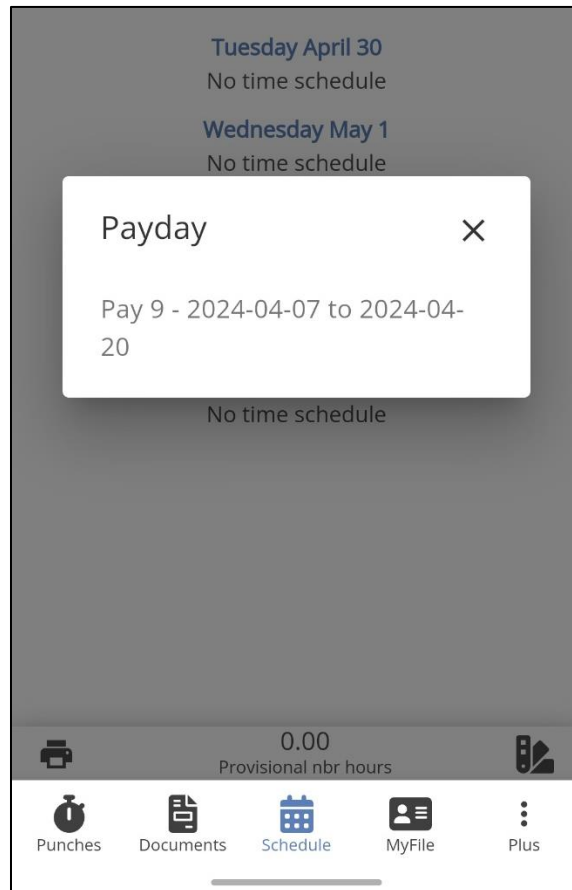 Tuesday April 30
No time schedule
Wednesday May 1
No time schedule
Payday
Pay 9 - 2024-04-07 to 2024-04-
20
No time schedule
0.00
Provisional nbr hours
Punches
Documents
Schedule
MyFile
Plus